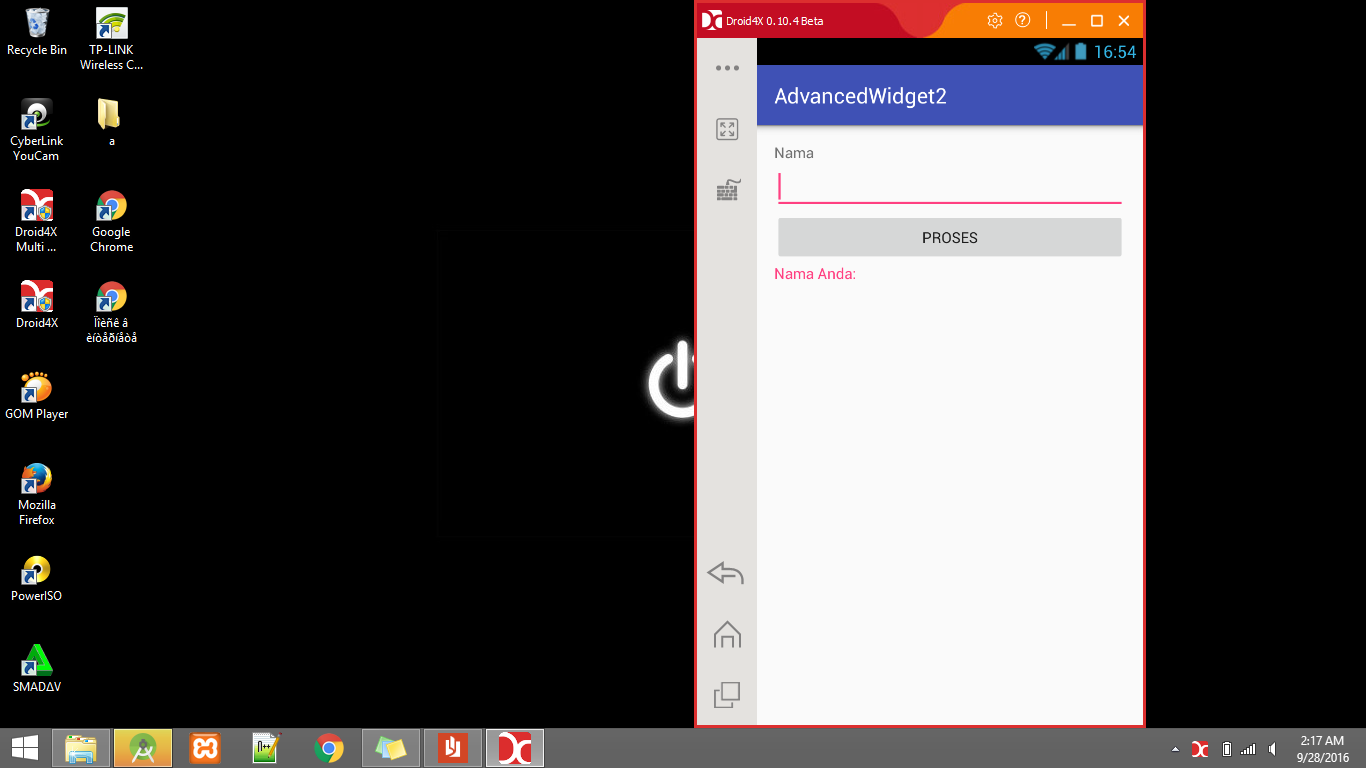 Recycle Bin
TP-LINK
Wireless C...
CyberLink
YouCam
a
Droid4X
Multi ...
Google
Chrome
Droid4X
Ïîèñê â
èíòåðíåòå
GOM Player
Mozilla
Firefox
PowerISO
SMADΔV
Droid4X 0.10.4 Beta
16:54
AdvancedWidget2
Nama
PROSES
Nama Anda:
2:17 AM
9/28/2016